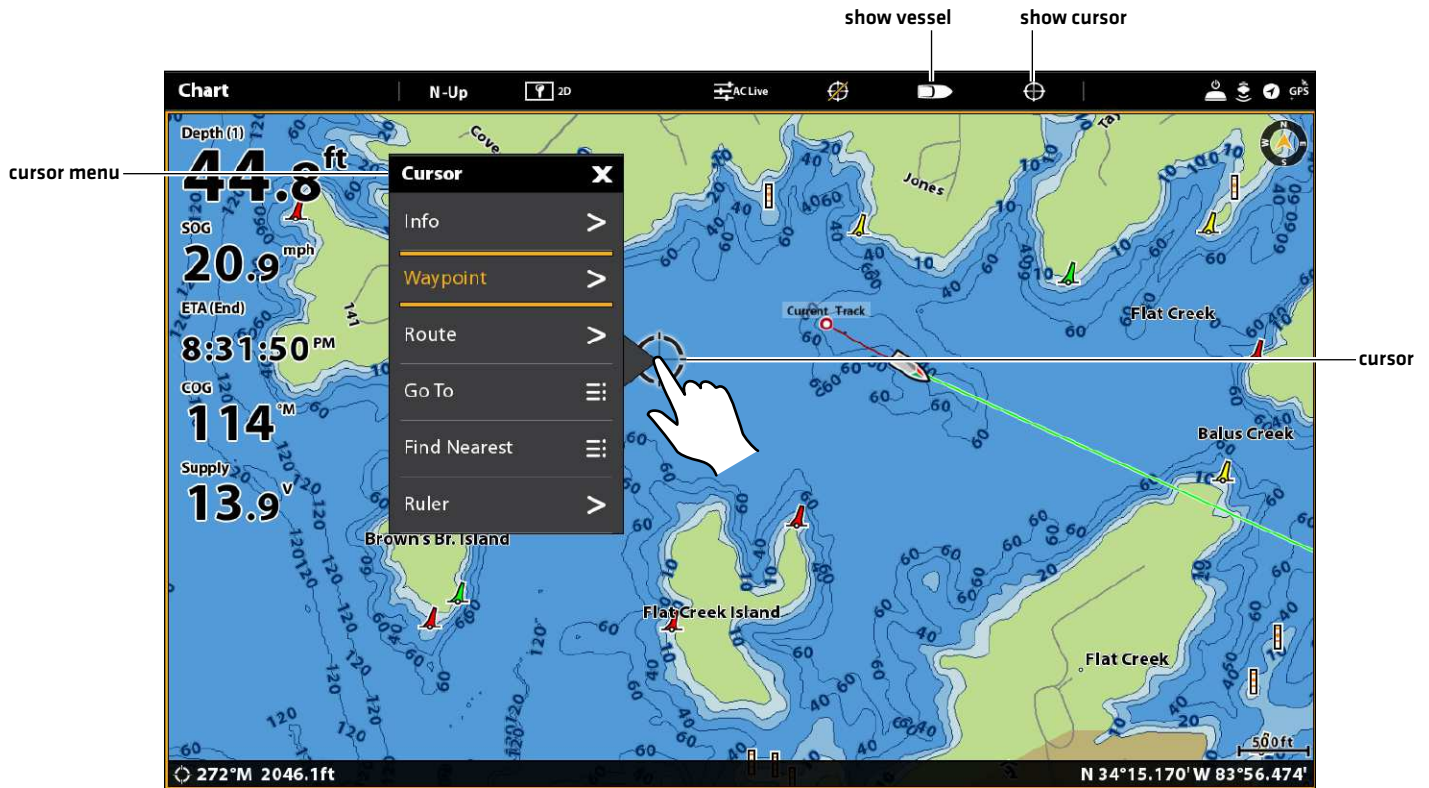 show vessel
show cursor
Chart
N-Up
2D
AC Live
GPS
Depth (1)
44.8 ft
SOG
20.9 mph
ETA (End)
8:31:50 PM
COG
114 °M
Supply
13.9 V
cursor menu
Cursor X
Info >
Waypoint >
Route >
Go To
Find Nearest
Ruler >
cursor
Cove
Jones
141
N
E
S
W
Current Track
Flat Creek
Balus Creek
Brown's Br. Island
Flat Creek Island
Flat Creek
500ft
272°M 2046.1ft
N 34°15.170' W 83°56.474'